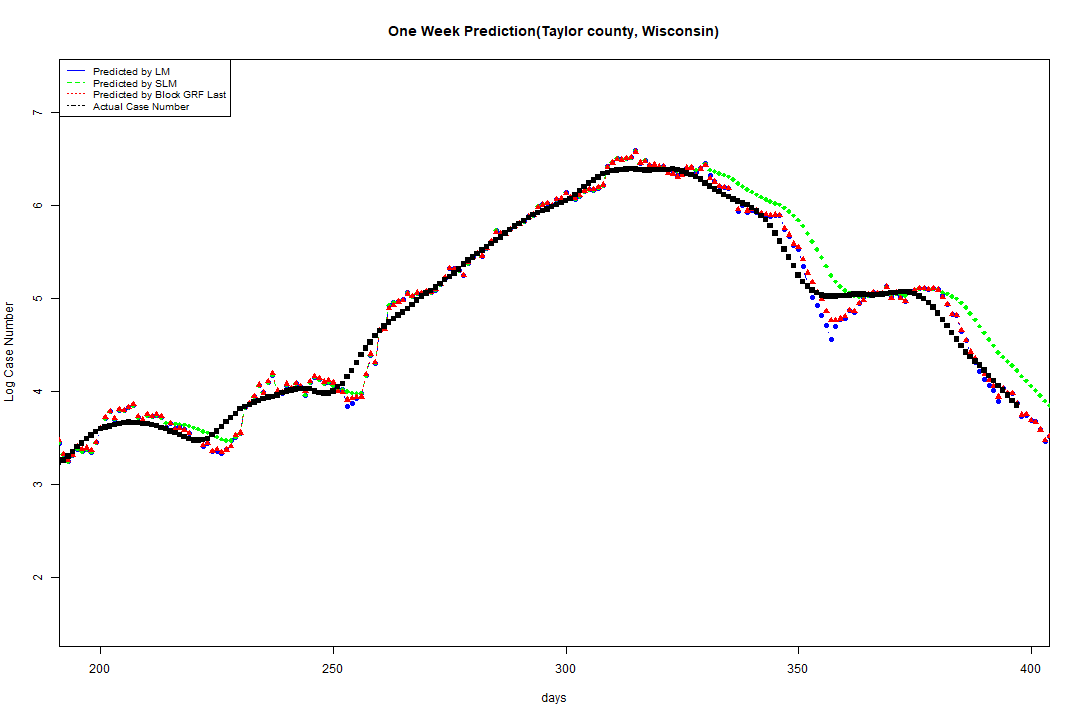 One Week Prediction(Taylor county, Wisconsin)
Predicted by LM
Predicted by SLM
Predicted by Block GRF Last
Actual Case Number
7
6
5
4
3
2
Log Case Number
200 250 300 350 400
days